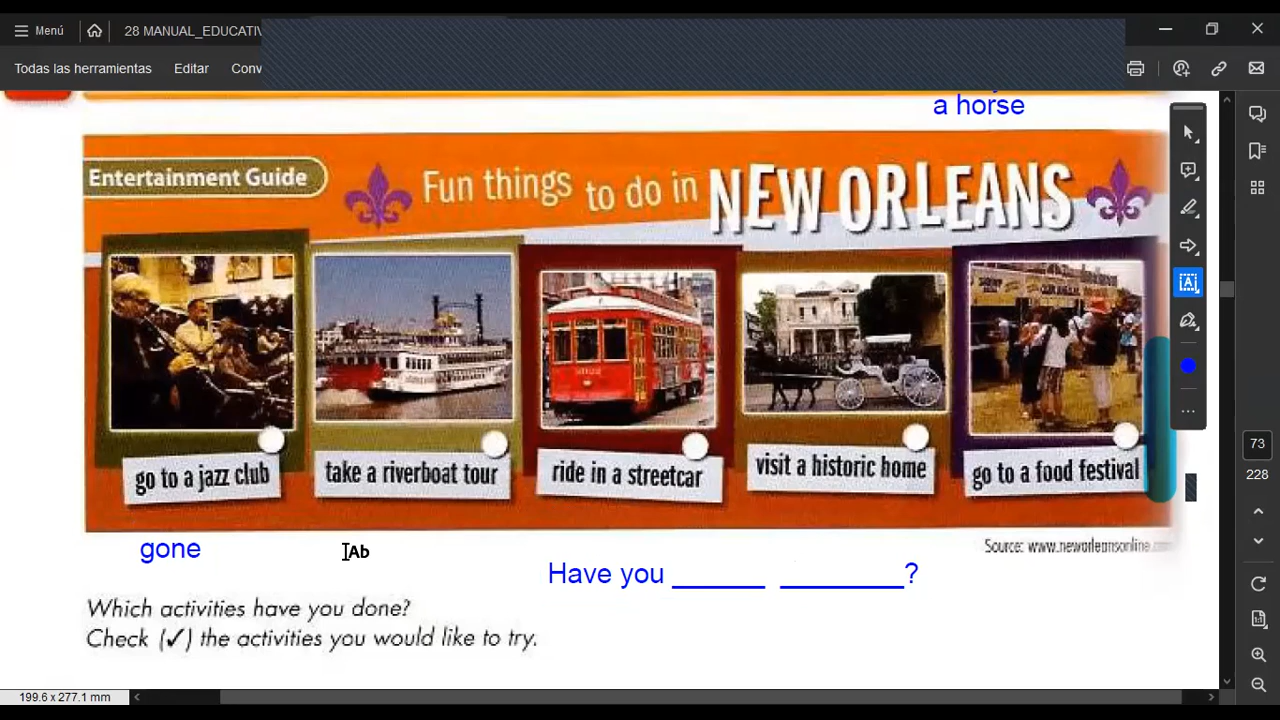 Menú
28 MANUAL_EDUCATIV
Todas las herramientas Editar Conv
a horse
Entertainment Guide
Fun things to do in NEW ORLEANS
go to a jazz club
take a riverboat tour
ride in a streetcar
visit a historic home
go to a food festival
gone
Ab
Source: www.neworleansonline.
Have you ______ ________?
Which activities have you done?
Check (✓) the activities you would like to try.
73
228
199.6 x 277.1 mm